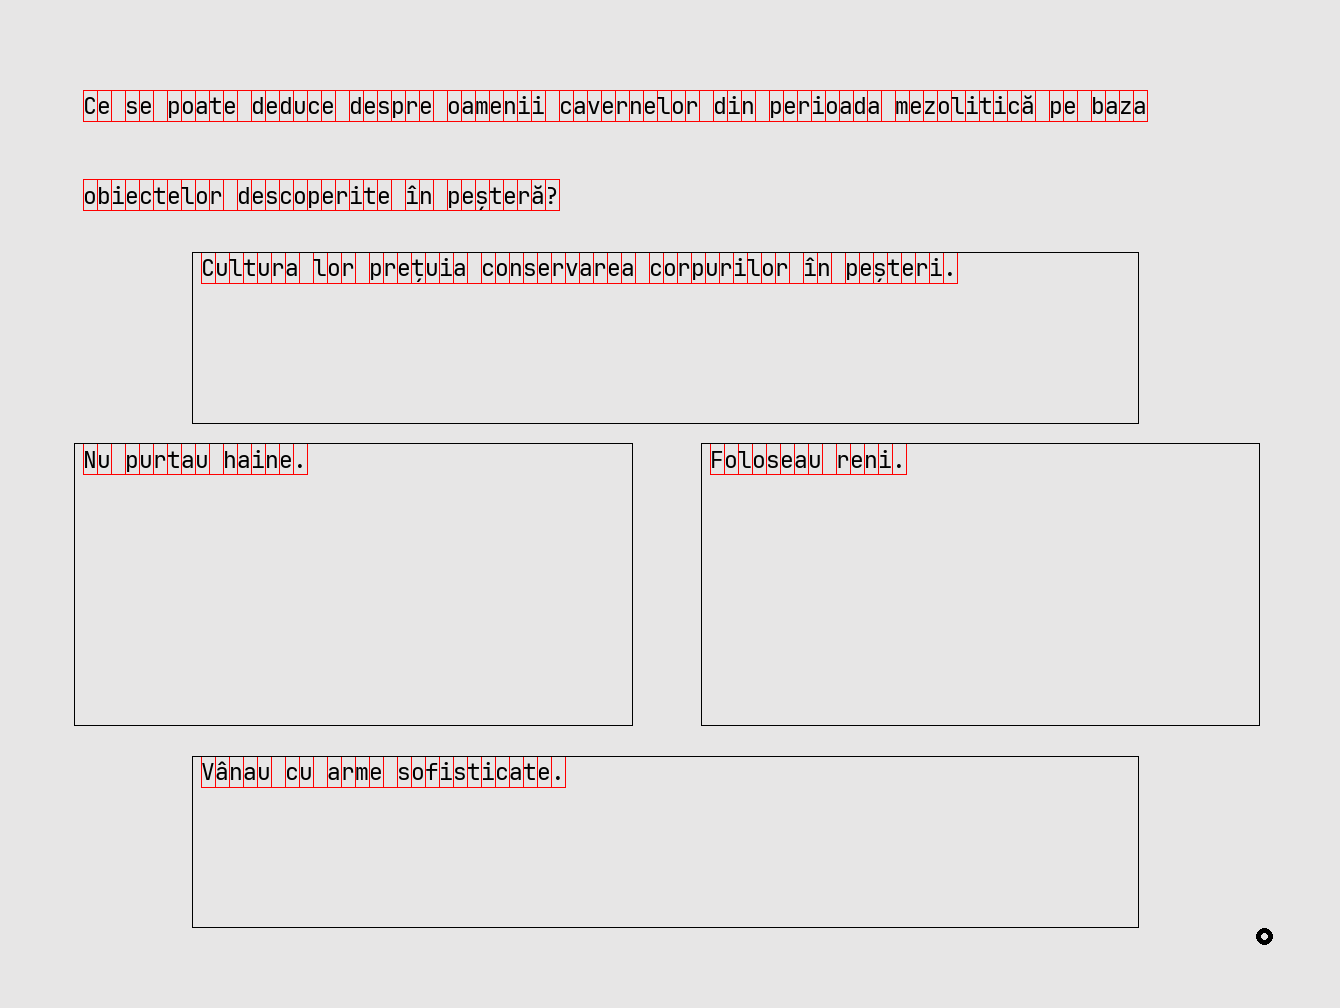 Ce se poate deduce despre oamenii cavernelor din perioada mezolitică pe baza
obiectelor descoperite în peșteră?
Cultura lor prețuia conservarea corpurilor în peșteri.
Nu purtau haine.
Foloseau reni.
Vânau cu arme sofisticate.